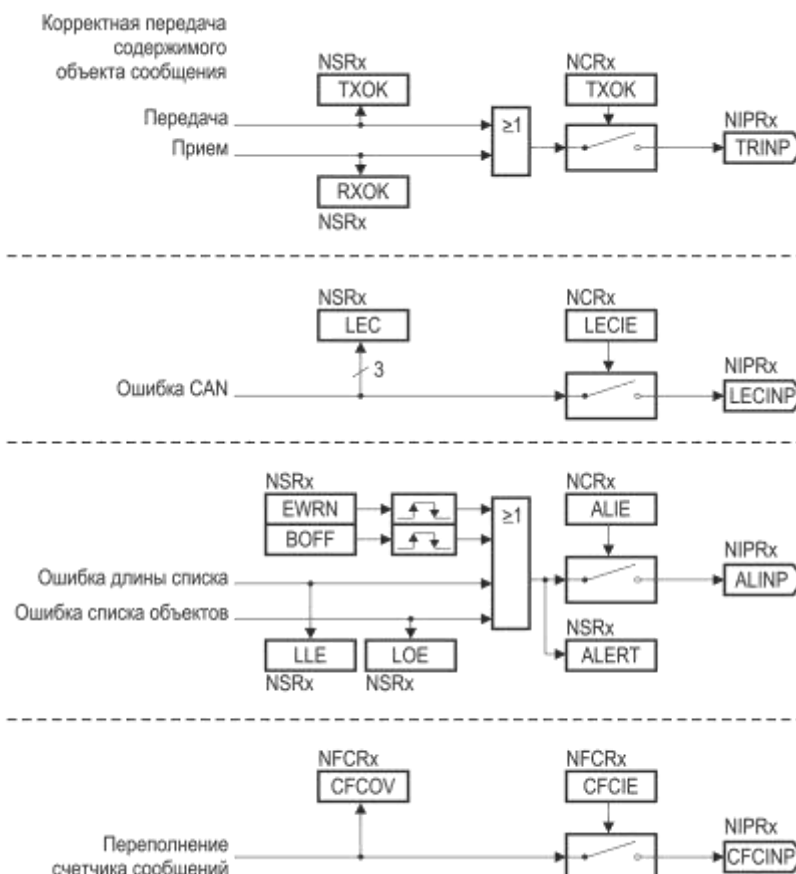 Корректная передача
содержимого
объекта сообщения
NSRx
TXOK
NCRx
TXOK
Передача
Прием
≥1
NIPRx
TRINP
RXOK
NSRx
NSRx
LEC
NCRx
LECIE
3
Ошибка CAN
NIPRx
LECINP
NSRx
EWRN
BOFF
≥1
NCRx
ALIE
Ошибка длины списка
Ошибка списка объектов
NIPRx
ALINP
LLE
NSRx
LOE
NSRx
NSRx
ALERT
NFCRx
CFCOV
NFCRx
CFCIE
Переполнение
счетчика сообщений
NIPRx
CFCINP